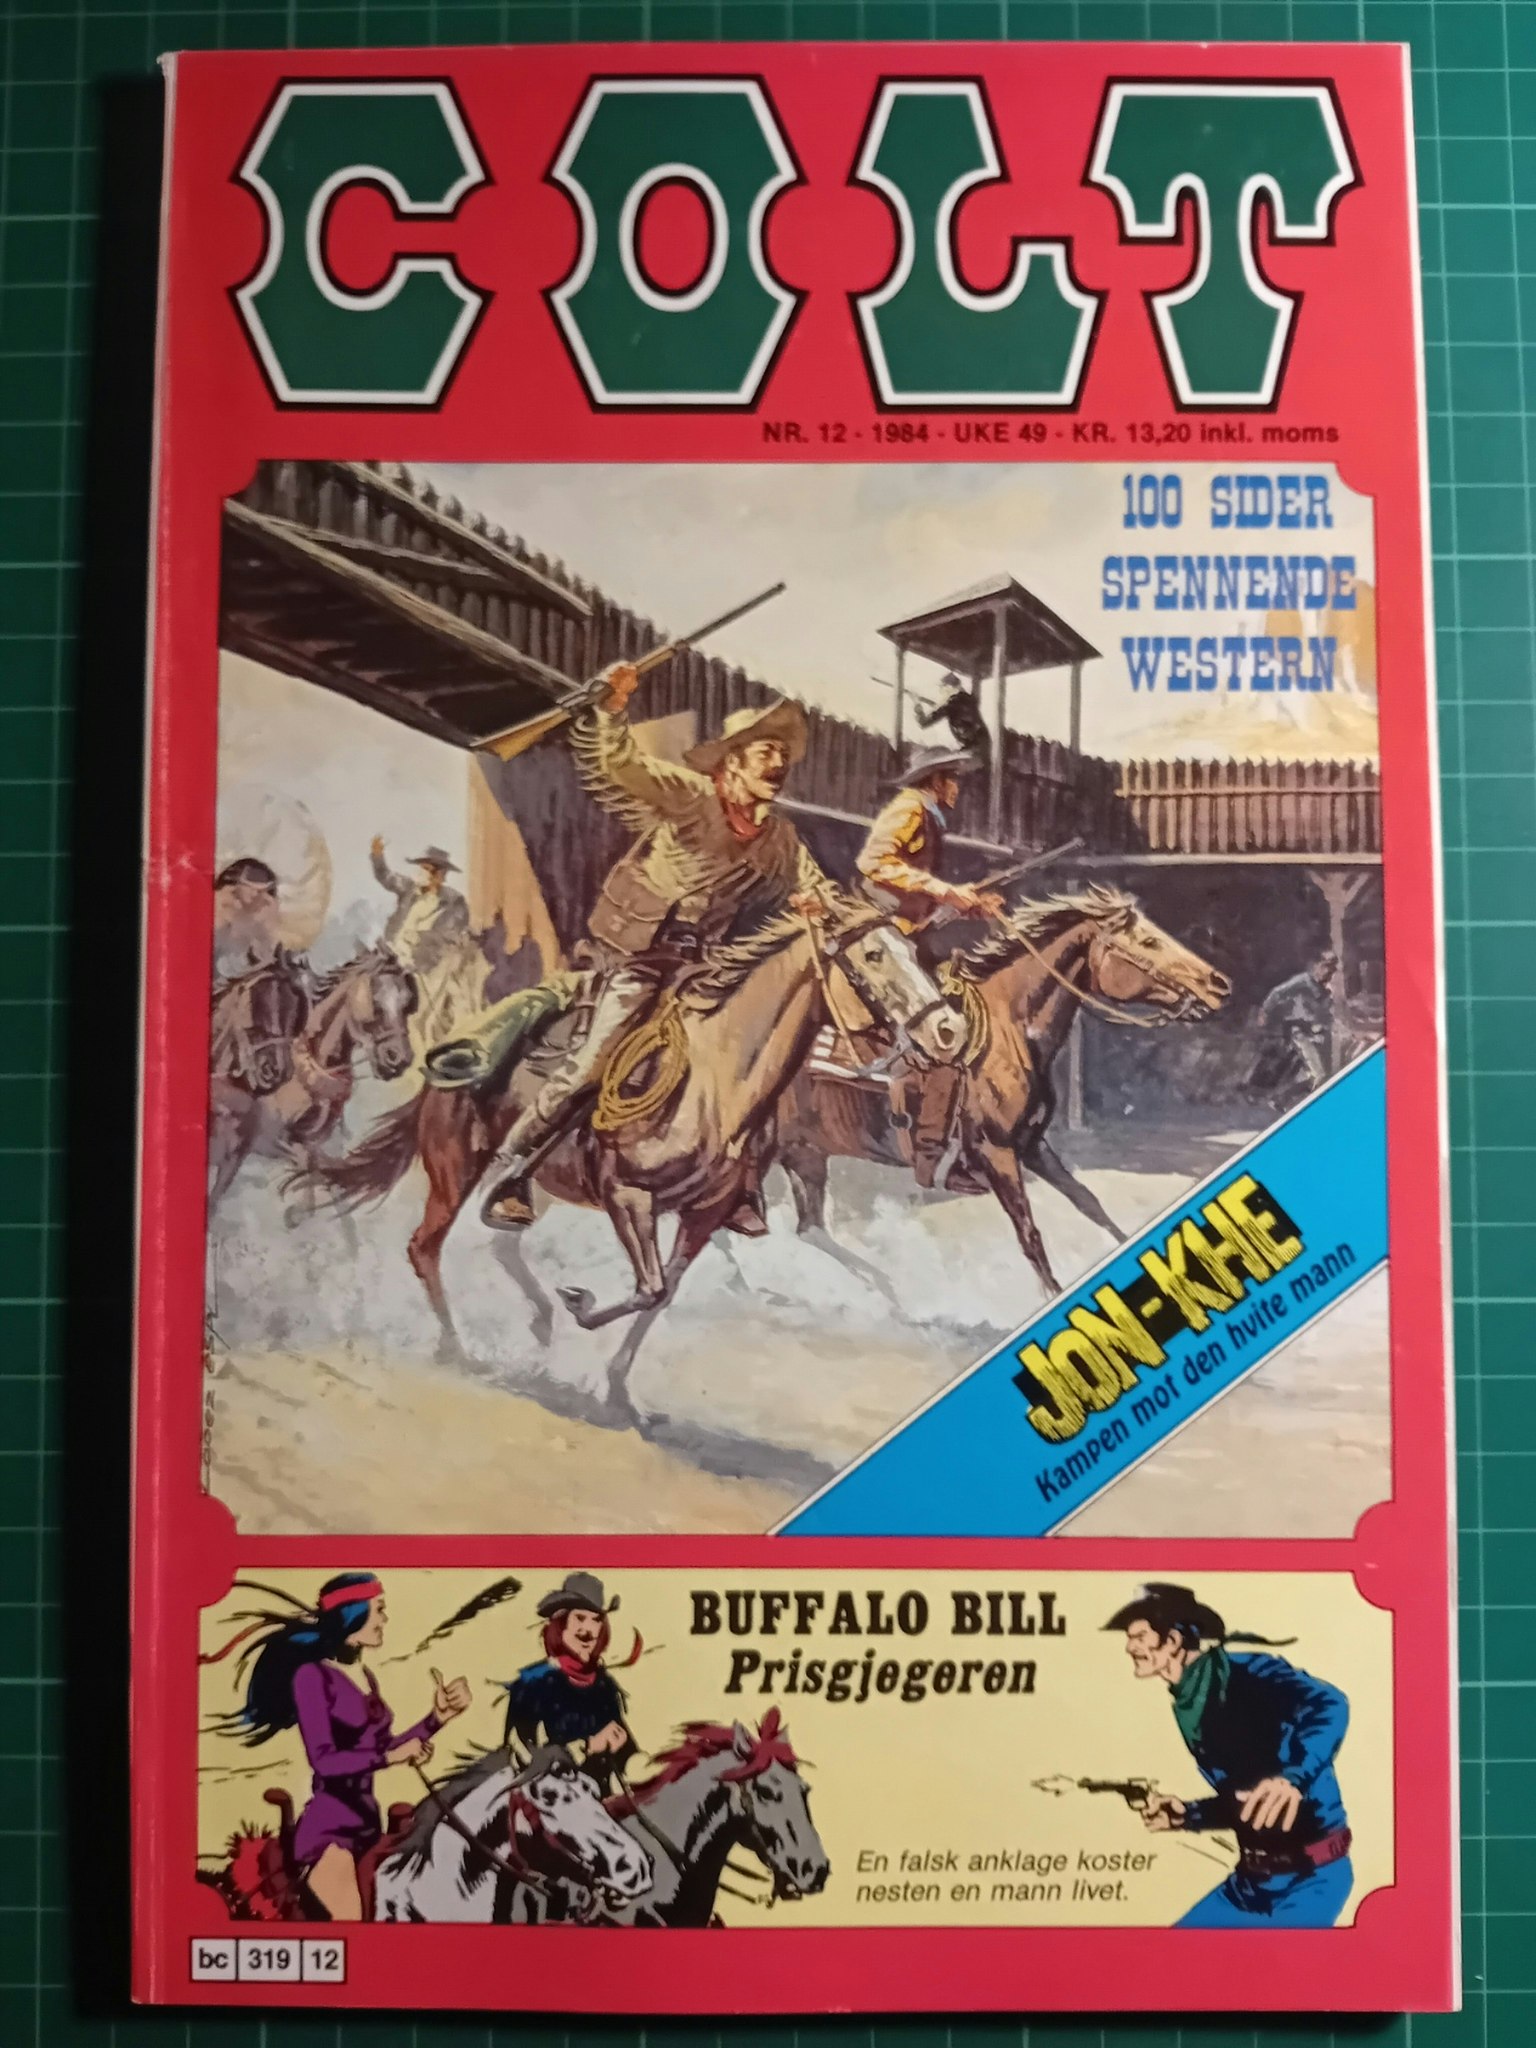 COLT
NR. 12 - 1984 - UKE 49 - KR. 13,20 inkl. moms
100 SIDER
SPENNENDE
WESTERN
JON-KHE
Kampen mot den hvite mann
BUFFALO BILL
Prisgjegeren
En falsk anklage koster
nesten en mann livet.
bc 319 12